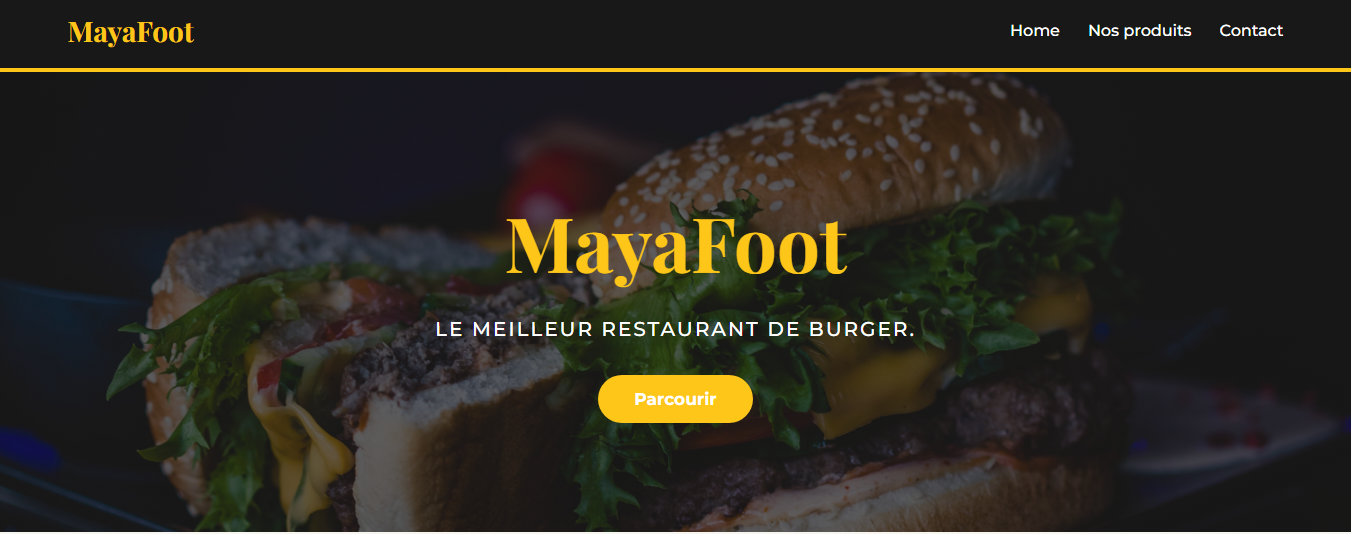 MayaFoot
Home Nos produits Contact
MayaFoot
LE MEILLEUR RESTAURANT DE BURGER.
Parcourir